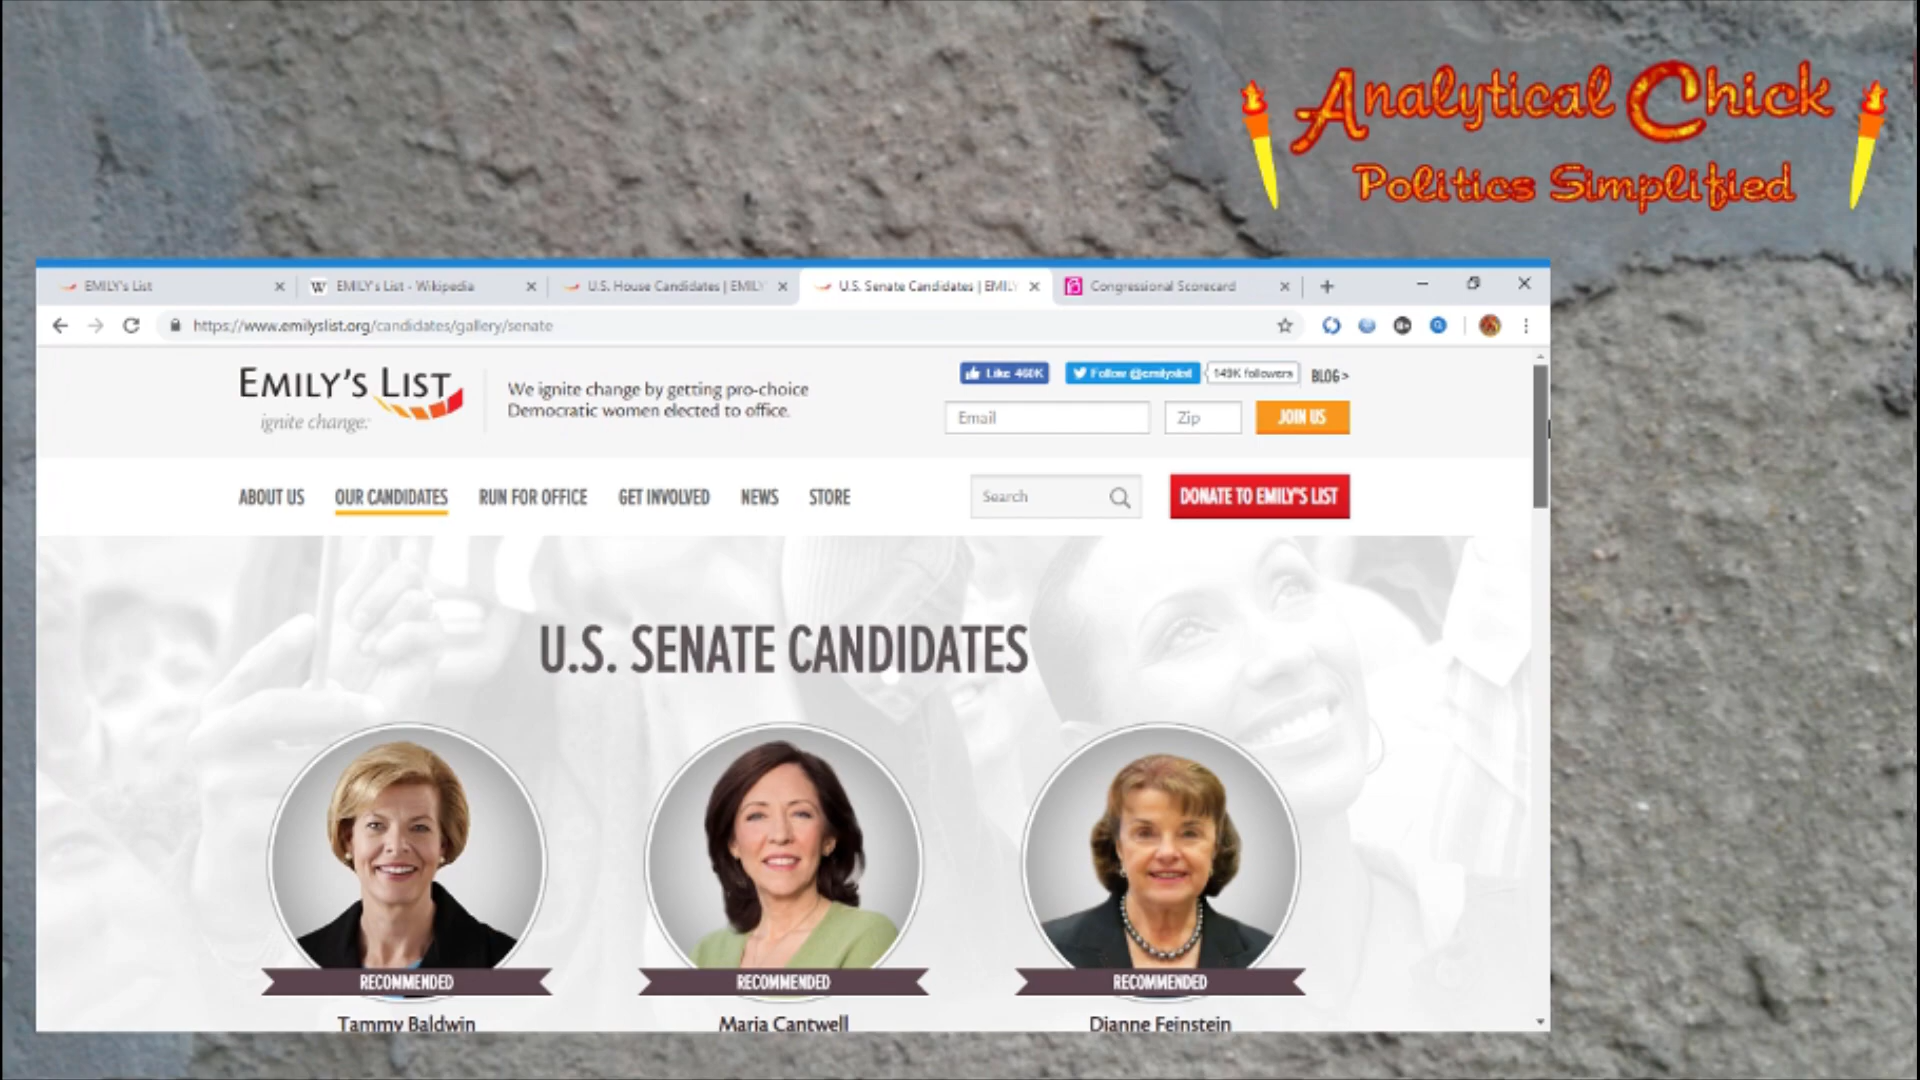 Analytical Chick
Politics Simplified
EMILY's List
EMILY's List - Wikipedia
U.S. House Candidates | EMILY
U.S. Senate Candidates | EMILY
Congressional Scorecard
https://www.emilyslist.org/candidates/gallery/senate
EMILY'S LIST
ignite change.
We ignite change by getting pro-choice
Democratic women elected to office.
Like 460K
Follow @emilyslist
149K followers
BLOG >
Email
Zip
JOIN US
ABOUT US
OUR CANDIDATES
RUN FOR OFFICE
GET INVOLVED
NEWS
STORE
Search
DONATE TO EMILY'S LIST
U.S. SENATE CANDIDATES
RECOMMENDED
RECOMMENDED
RECOMMENDED
Tammy Baldwin
Maria Cantwell
Dianne Feinstein